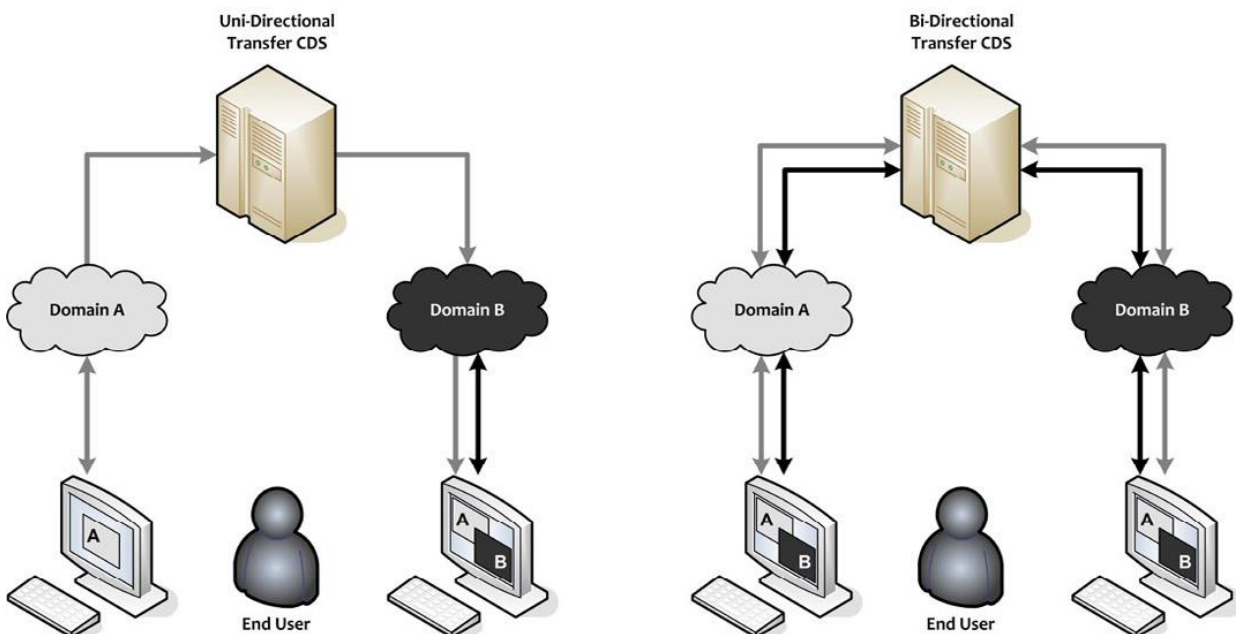 Uni-Directional
Transfer CDS
Bi-Directional
Transfer CDS
Domain A
Domain B
Domain A
Domain B
A
A
B
A
B
A
B
End User
End User